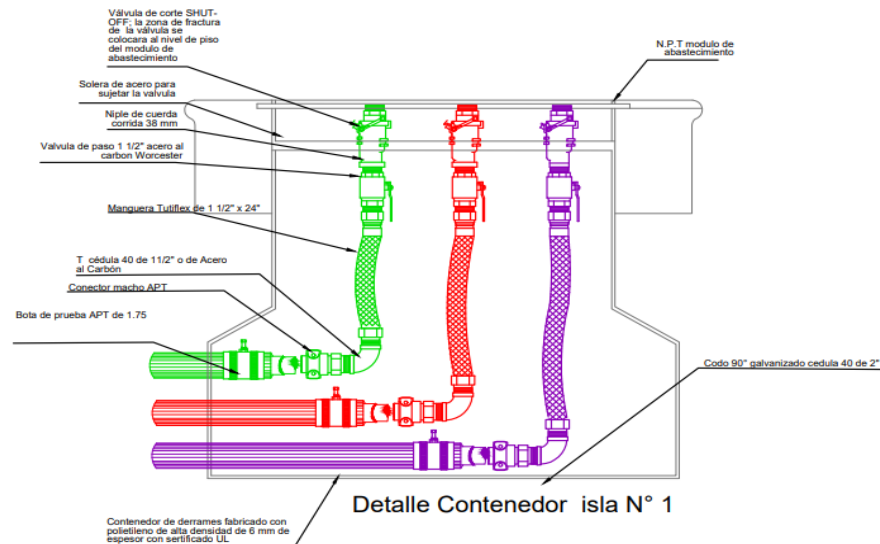 Válvula de corte SHUT-
OFF; la zona de fractura
de la válvula se
colocara al nivel de piso
del modulo de
abastecimiento
N.P.T modulo de
abastecimiento
Solera de acero para
sujetar la valvula
Niple de cuerda
corrida 38 mm
Valvula de paso 1 1/2" acero al
carbon Worcester
Manguera Tutiflex de 1 1/2" x 24"
T cédula 40 de 11/2" o de Acero
al Carbón
Conector macho APT
Bota de prueba APT de 1.75
Codo 90° galvanizado cedula 40 de 2"
Detalle Contenedor isla N° 1
Contenedor de derrames fabricado con
polietileno de alta densidad de 6 mm de
espesor con sertificado UL